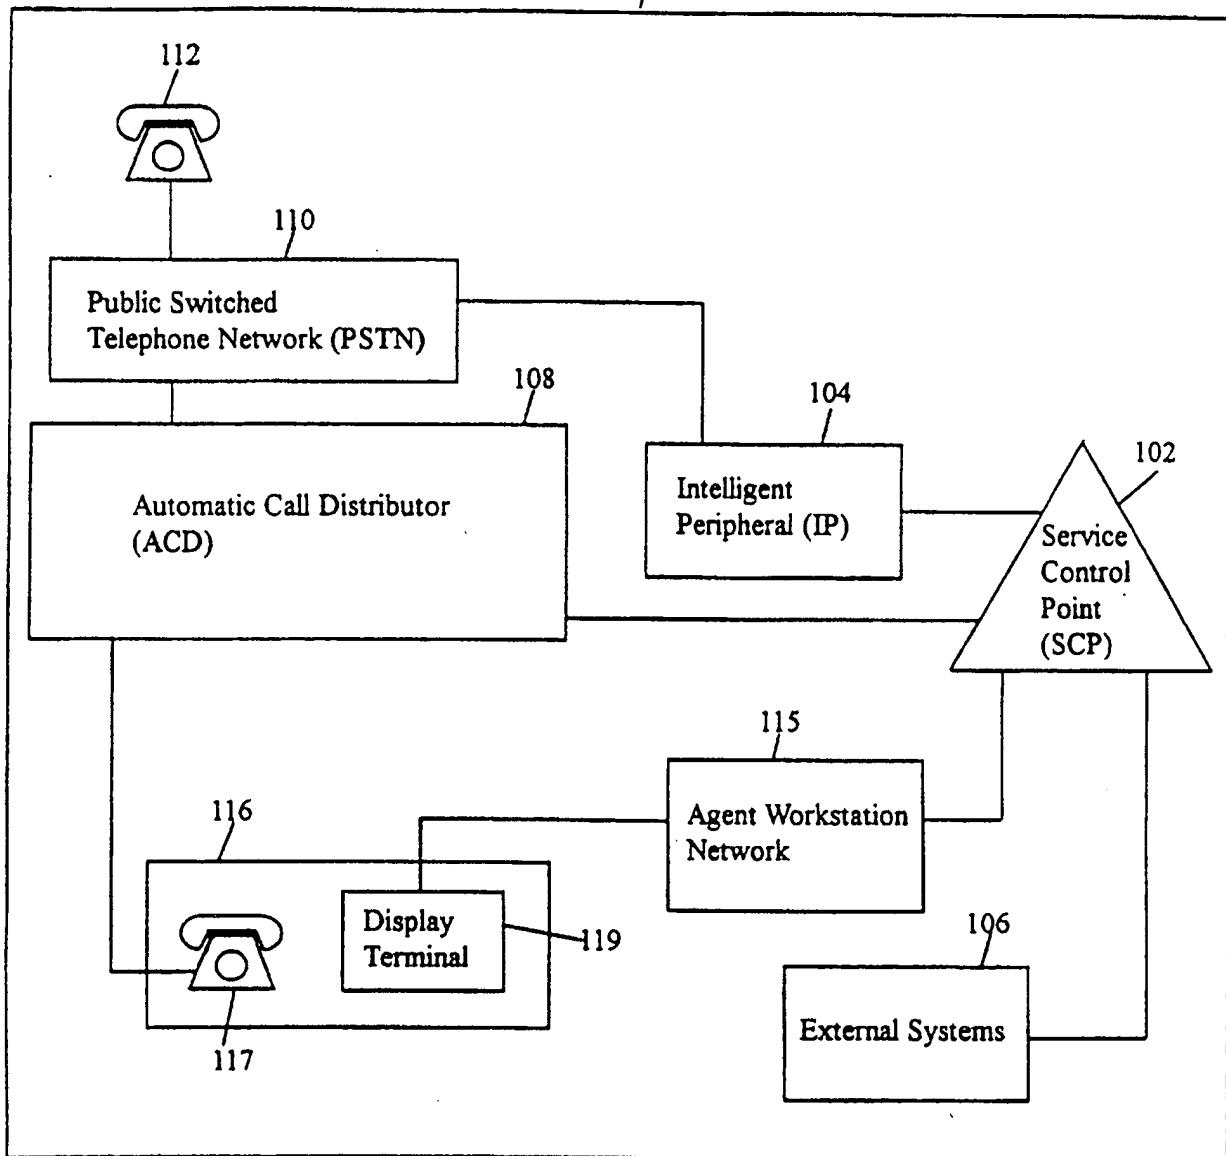 112
110
Public Switched
Telephone Network (PSTN)
108
104
102
Automatic Call Distributor
(ACD)
Intelligent
Peripheral (IP)
Service
Control
Point
(SCP)
115
116
Agent Workstation
Network
Display
Terminal
119
106
117
External Systems